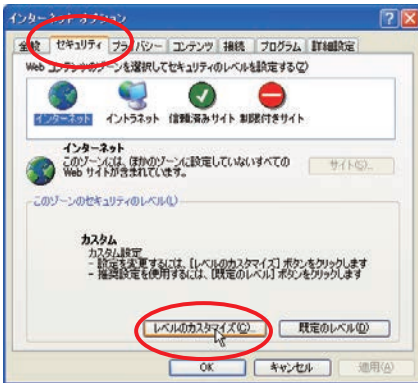 インターネット オプション
全般 セキュリティ プライバシー コンテンツ 接続 プログラム 詳細設定
Web コンテンツのゾーンを選択してセキュリティのレベルを設定する(Z)
インターネット イントラネット 信頼済みサイト 制限付きサイト
インターネット
このゾーンには、ほかのゾーンに設定していないすべての
Web サイトが含まれています。
サイト(S)...
このゾーンのセキュリティのレベル(L)
カスタム
カスタム設定
- 設定を変更するには、[レベルのカスタマイズ] ボタンをクリックします
- 推奨設定を使用するには、[既定のレベル] ボタンをクリックします
レベルのカスタマイズ(C)... 既定のレベル(D)
OK キャンセル 適用(A)